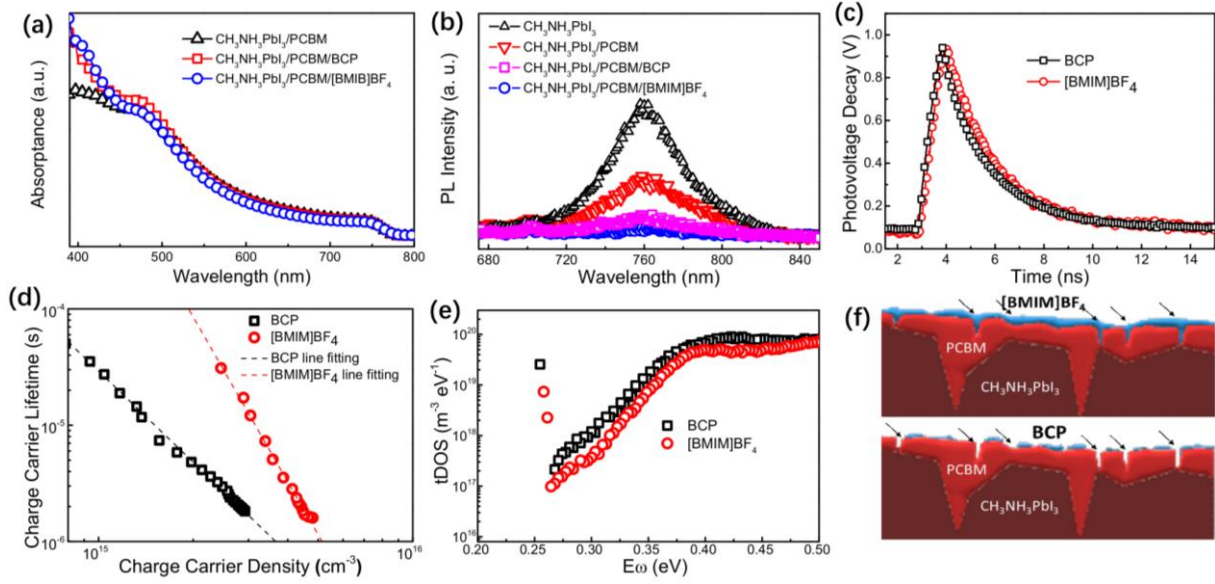 (a)
Absorptance (a.u.)
CH₃NH₃PbI₃/PCBM
CH₃NH₃PbI₃/PCBM/BCP
CH₃NH₃PbI₃/PCBM/[BMIB]BF₄
400 500 600 700 800
Wavelength (nm)
(b)
PL Intensity (a. u.)
CH₃NH₃PbI₃
CH₃NH₃PbI₃/PCBM
CH₃NH₃PbI₃/PCBM/BCP
CH₃NH₃PbI₃/PCBM/[BMIM]BF₄
680 720 760 800 840
Wavelength (nm)
(c)
Photovoltage Decay (V)
1.0
0.8
0.6
0.4
0.2
0.0
BCP
[BMIM]BF₄
2 4 6 8 10 12 14
Time (ns)
(d)
Charge Carrier Lifetime (s)
10⁻⁴
10⁻⁵
10⁻⁶
BCP
[BMIM]BF₄
BCP line fitting
[BMIM]BF₄ line fitting
10¹⁵ 10¹⁶
Charge Carrier Density (cm⁻³)
(e)
tDOS (m⁻³ eV⁻¹)
10²¹
10²⁰
10¹⁹
10¹⁸
10¹⁷
10¹⁶
BCP
[BMIM]BF₄
0.20 0.25 0.30 0.35 0.40 0.45 0.50
Eω (eV)
(f)
[BMIM]BF₄
PCBM
CH₃NH₃PbI₃
BCP
PCBM
CH₃NH₃PbI₃